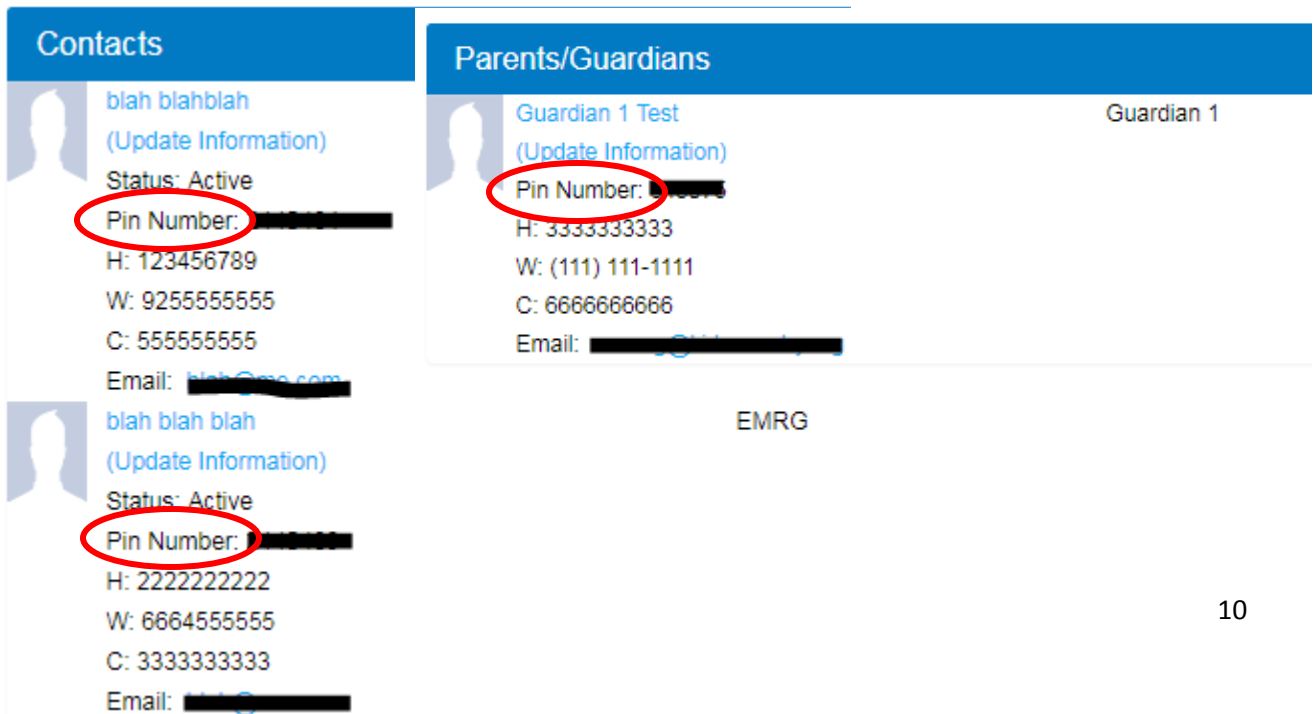 Contacts
blah blahblah
(Update Information)
Status: Active
Pin Number:
H: 123456789
W: 9255555555
C: 555555555
Email:
blah blah blah
(Update Information)
Status: Active
Pin Number:
H: 2222222222
W: 6664555555
C: 3333333333
Email:
EMRG
Parents/Guardians
Guardian 1 Test
Guardian 1
(Update Information)
Pin Number:
H: 3333333333
W: (111) 111-1111
C: 6666666666
Email:
10